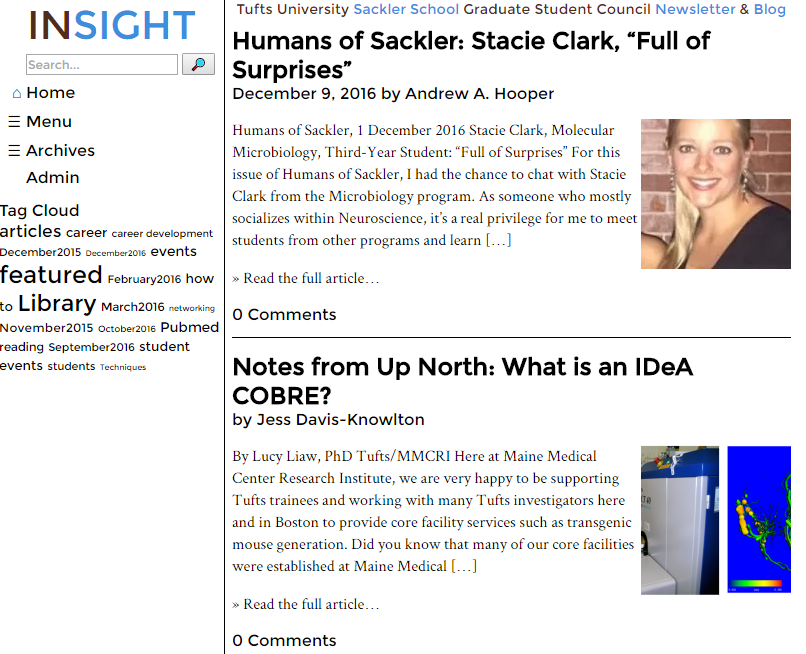 INSIGHT
Search...
⌂ Home
☰ Menu
☰ Archives
Admin
Tag Cloud
articles career career development
December2015 December2016 events
featured February2016 how
to Library March2016 networking
November2015 October2016 Pubmed
reading September2016 student
events students Techniques
Tufts University Sackler School Graduate Student Council Newsletter & Blog
Humans of Sackler: Stacie Clark, “Full of
Surprises”
December 9, 2016 by Andrew A. Hooper
Humans of Sackler, 1 December 2016 Stacie Clark, Molecular
Microbiology, Third-Year Student: “Full of Surprises” For this
issue of Humans of Sackler, I had the chance to chat with Stacie
Clark from the Microbiology program. As someone who mostly
socializes within Neuroscience, it’s a real privilege for me to meet
students from other programs and learn […]
» Read the full article…
0 Comments
Notes from Up North: What is an IDeA
COBRE?
by Jess Davis-Knowlton
By Lucy Liaw, PhD Tufts/MMCRI Here at Maine Medical
Center Research Institute, we are very happy to be supporting
Tufts trainees and working with many Tufts investigators here
and in Boston to provide core facility services such as transgenic
mouse generation. Did you know that many of our core facilities
were established at Maine Medical […]
» Read the full article…
0 Comments